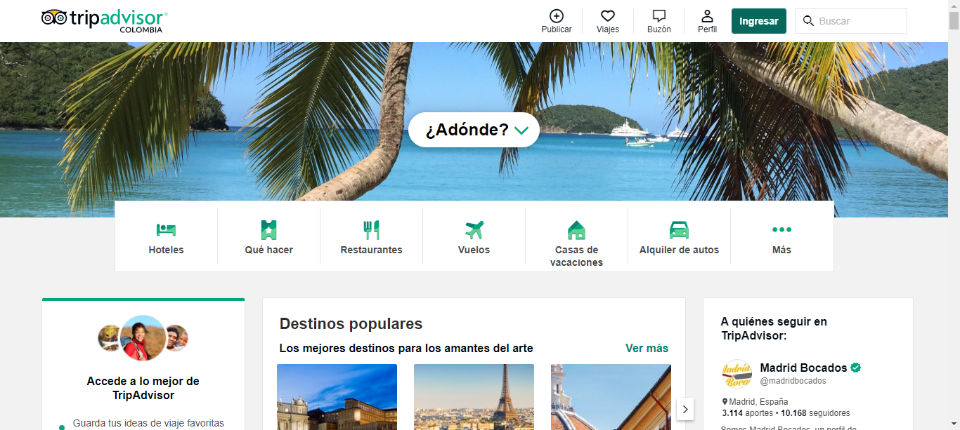 tripadvisor
COLOMBIA
Publicar
Viajes
Buzón
Perfil
Ingresar
Buscar
¿Adónde?
Hoteles
Qué hacer
Restaurantes
Vuelos
Casas de
vacaciones
Alquiler de autos
Más
Accede a lo mejor de
TripAdvisor
Guarda tus ideas de viaje favoritas
Destinos populares
Los mejores destinos para los amantes del arte
Ver más
A quiénes seguir en
TripAdvisor:
Madrid Bocados
@madridbocados
Madrid, España
3.114 aportes • 10.168 seguidores
Somos Madrid Bocados, un perfil de